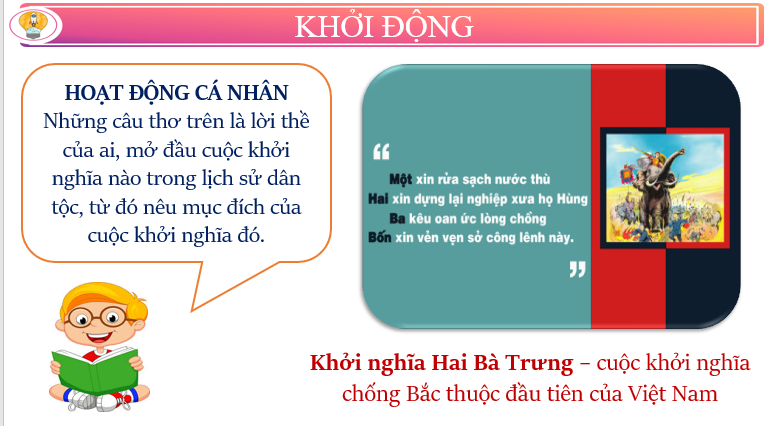 KHỞI ĐỘNG
HOẠT ĐỘNG CÁ NHÂN
Những câu thơ trên là lời thề
của ai, mở đầu cuộc khởi
nghĩa nào trong lịch sử dân
tộc, từ đó nêu mục đích của
cuộc khởi nghĩa đó.
“
Một xin rửa sạch nước thù
Hai xin dựng lại nghiệp xưa họ Hùng
Ba kêu oan ức lòng chồng
Bốn xin vẻn vẹn sở công lênh này.
”
Khởi nghĩa Hai Bà Trưng – cuộc khởi nghĩa
chống Bắc thuộc đầu tiên của Việt Nam